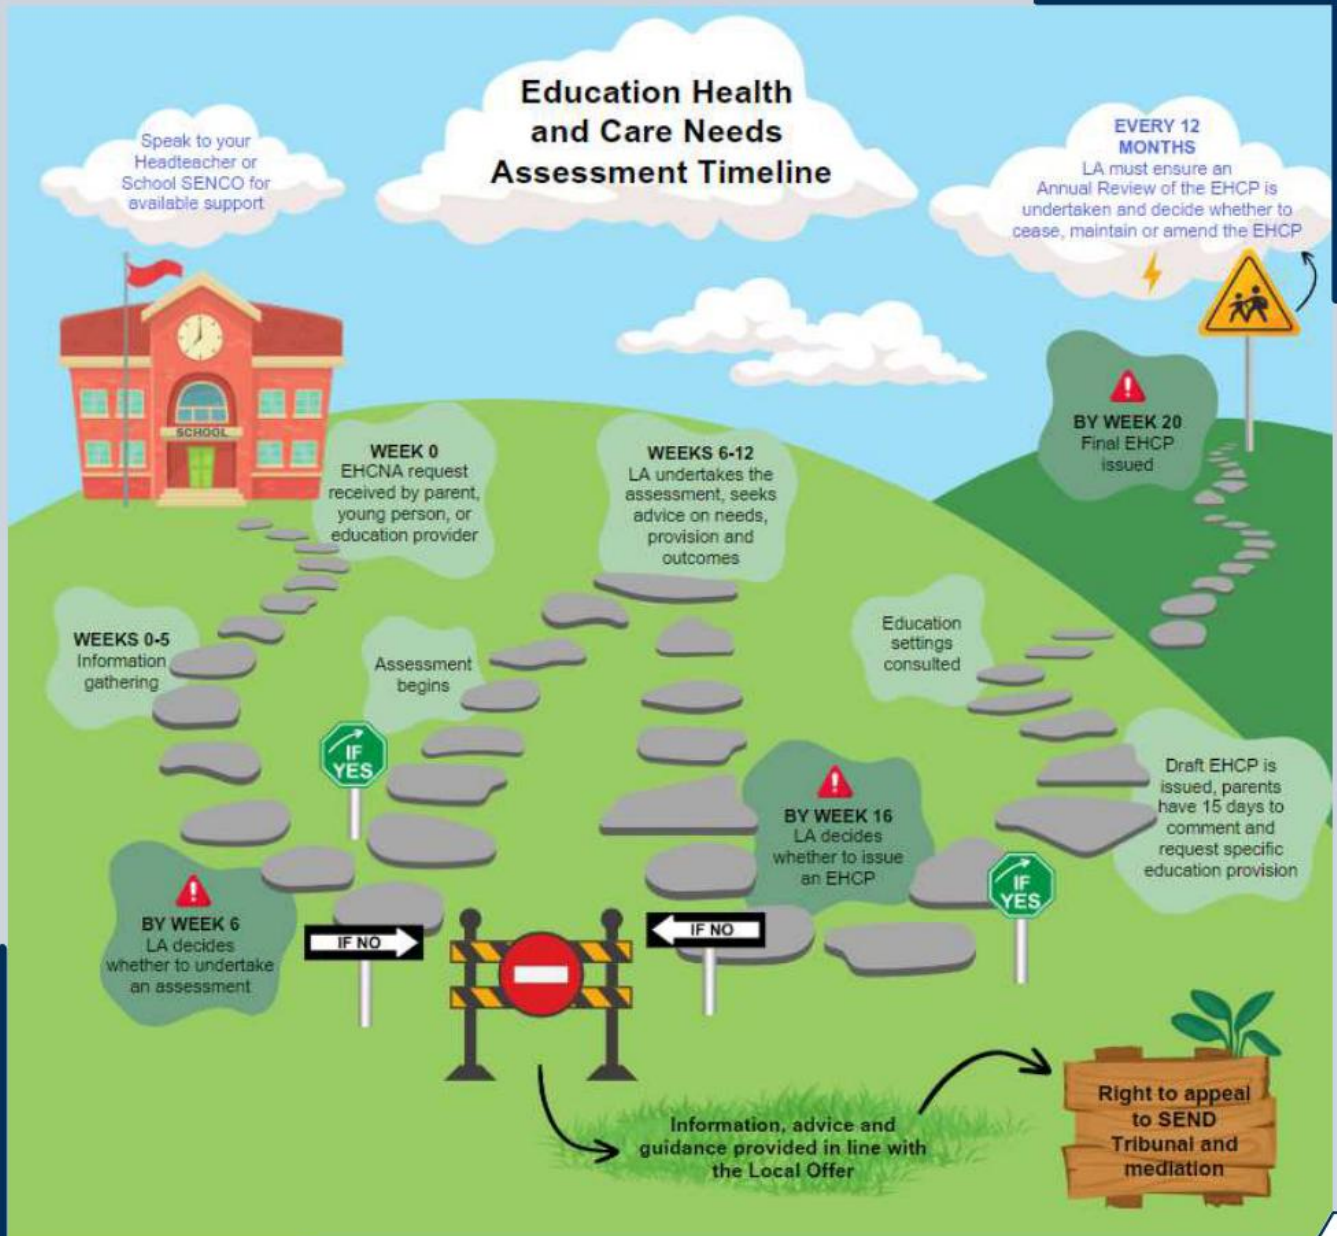 Education Health
and Care Needs
Assessment Timeline
Speak to your
Headteacher or
School SENCO for
available support
EVERY 12
MONTHS
LA must ensure an
Annual Review of the EHCP is
undertaken and decide whether to
cease, maintain or amend the EHCP
SCHOOL
WEEK 0
EHCNA request
received by parent,
young person, or
education provider
WEEKS 0-5
Information
gathering
BY WEEK 6
LA decides
whether to undertake
an assessment
IF NO
IF YES
Assessment
begins
WEEKS 6-12
LA undertakes the
assessment, seeks
advice on needs,
provision and
outcomes
BY WEEK 16
LA decides
whether to issue
an EHCP
IF NO
IF
YES
Draft EHCP is
issued, parents
have 15 days to
comment and
request specific
education provision
Education
settings
consulted
BY WEEK 20
Final EHCP
issued
Information, advice and
guidance provided in line with
the Local Offer
Right to appeal
to SEND
Tribunal and
mediation